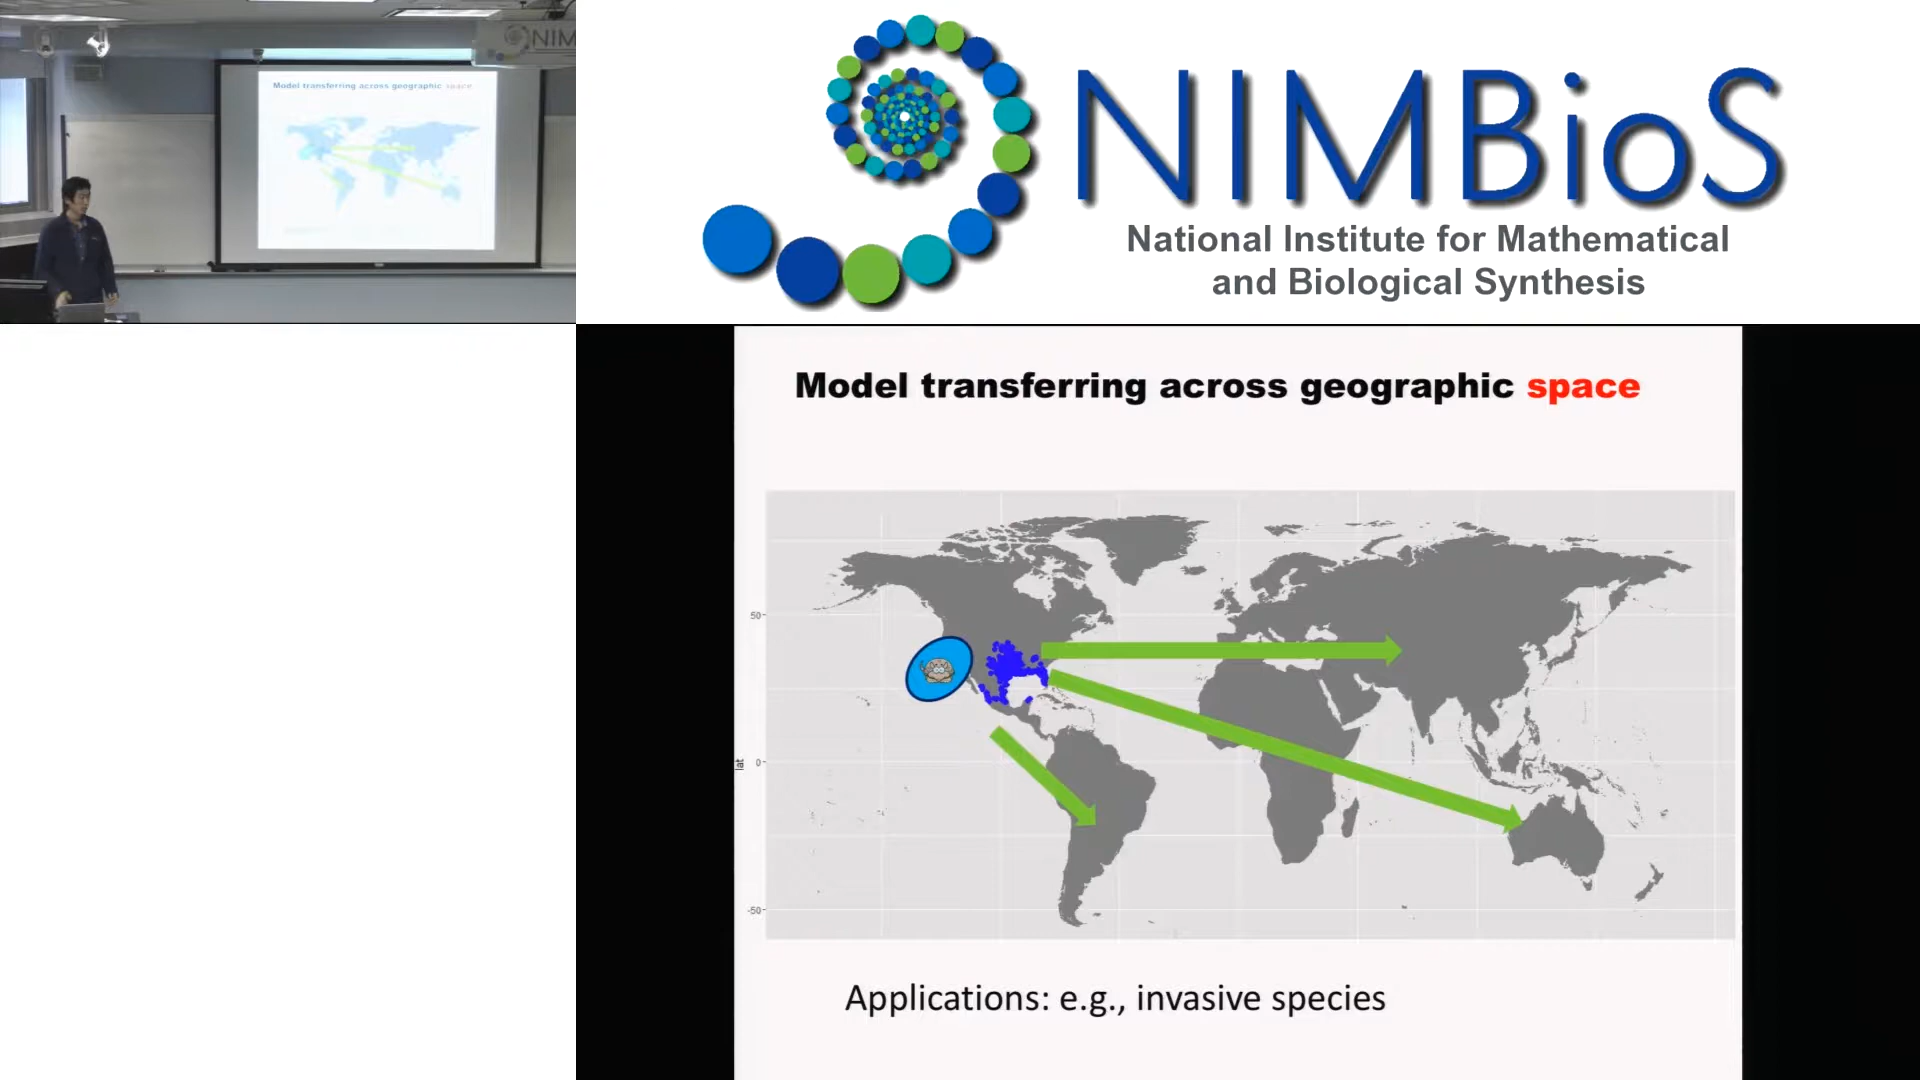 Model transferring across geographic space
NIM
NIMBioS
National Institute for Mathematical
and Biological Synthesis
Model transferring across geographic space
50
lat
0
-50
Applications: e.g., invasive species